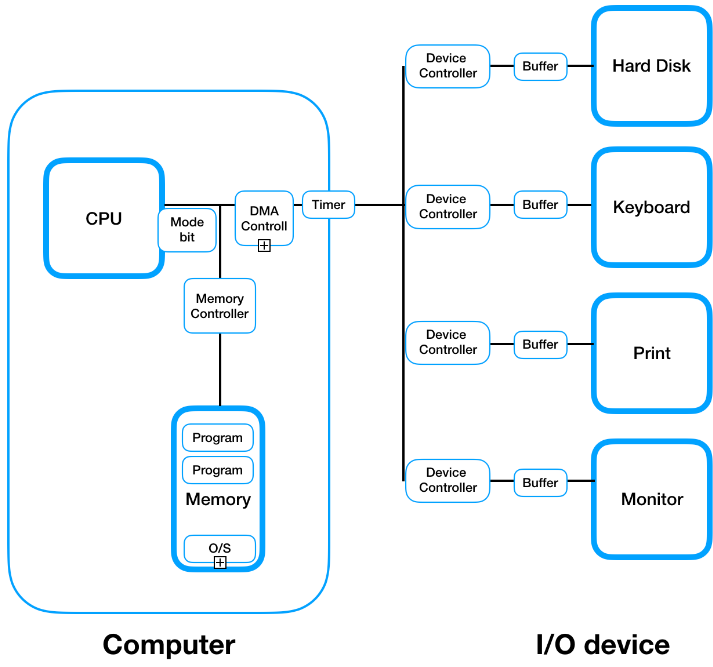 Device
Controller
Buffer
Hard Disk
CPU
Mode
bit
DMA
Controll
Timer
Device
Controller
Buffer
Keyboard
Memory
Controller
Device
Controller
Buffer
Print
Program
Program
Memory
O/S
Device
Controller
Buffer
Monitor
Computer
I/O device